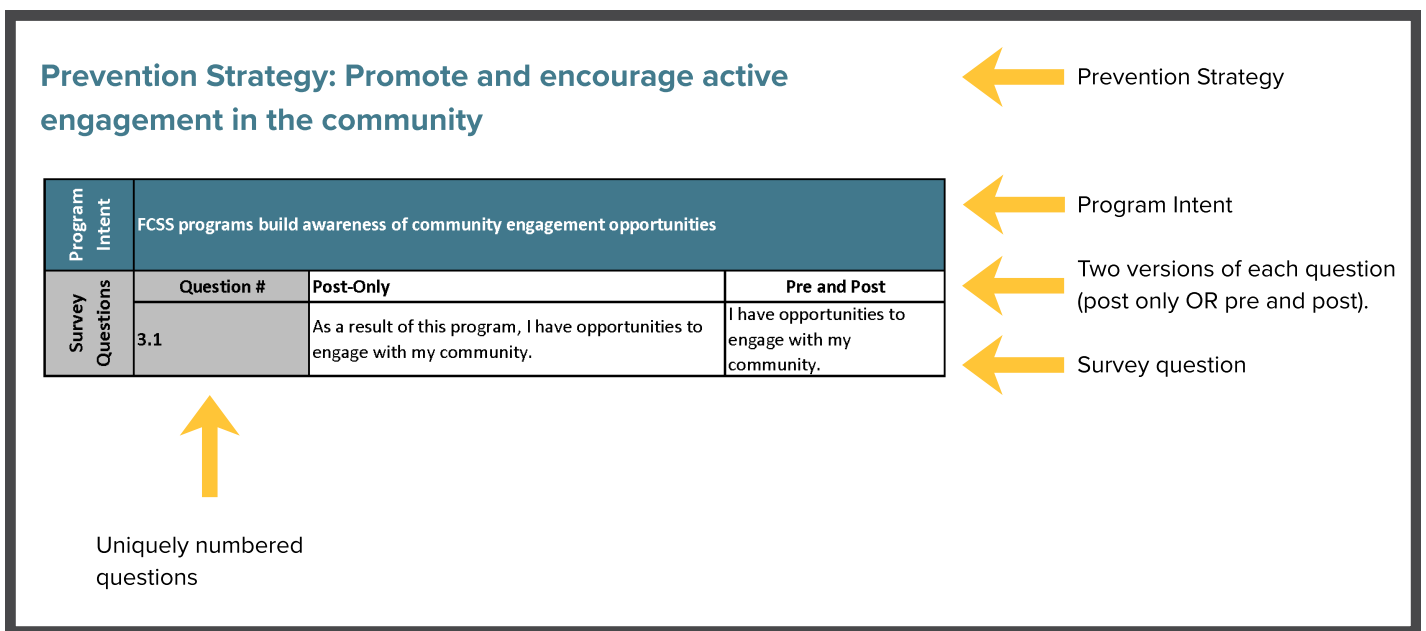 Prevention Strategy: Promote and encourage active
engagement in the community
Prevention Strategy
Program
Intent
FCSS programs build awareness of community engagement opportunities
Program Intent
Survey
Questions
Question #
Post-Only
Pre and Post
Two versions of each question
(post only OR pre and post).
3.1
As a result of this program, I have opportunities to
engage with my community.
I have opportunities to
engage with my
community.
Survey question
Uniquely numbered
questions